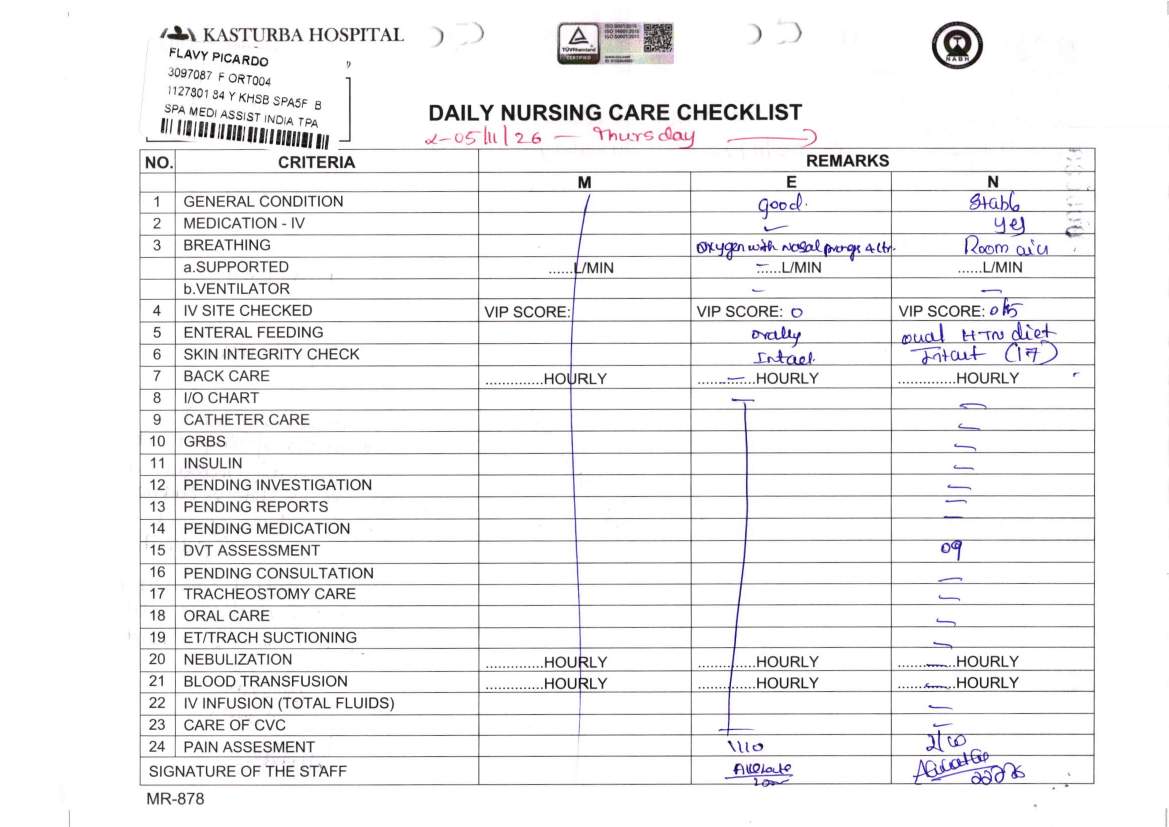 KASTURBA HOSPITAL
FLAVY PICARDO
3097087 F ORT004
1127801 84 Y KHSB SPA5F B
SPA MEDI ASSIST INDIA TPA
TÜVRheinland
CERTIFIED
NABH
DAILY NURSING CARE CHECKLIST
05/11/26 — Thursday
NO. CRITERIA REMARKS
M E N
1 GENERAL CONDITION Good. Stable
2 MEDICATION - IV ✓ Yes
3 BREATHING Oxygen with nasal prongs 4 ltr. Room air
a.SUPPORTED ......L/MIN ......L/MIN ......L/MIN
b.VENTILATOR – –
4 IV SITE CHECKED VIP SCORE: VIP SCORE: 0 VIP SCORE: 0/5
5 ENTERAL FEEDING Orally oral HTN diet
6 SKIN INTEGRITY CHECK Intact. Intact (17)
7 BACK CARE ..............HOURLY ..............HOURLY ..............HOURLY
8 I/O CHART –
9 CATHETER CARE –
10 GRBS –
11 INSULIN –
12 PENDING INVESTIGATION –
13 PENDING REPORTS –
14 PENDING MEDICATION –
15 DVT ASSESSMENT 09
16 PENDING CONSULTATION –
17 TRACHEOSTOMY CARE –
18 ORAL CARE –
19 ET/TRACH SUCTIONING –
20 NEBULIZATION ..............HOURLY ..............HOURLY ..............HOURLY
21 BLOOD TRANSFUSION ..............HOURLY ..............HOURLY ..............HOURLY
22 IV INFUSION (TOTAL FLUIDS) –
23 CARE OF CVC –
24 PAIN ASSESMENT 1/10 2/10
SIGNATURE OF THE STAFF
MR-878